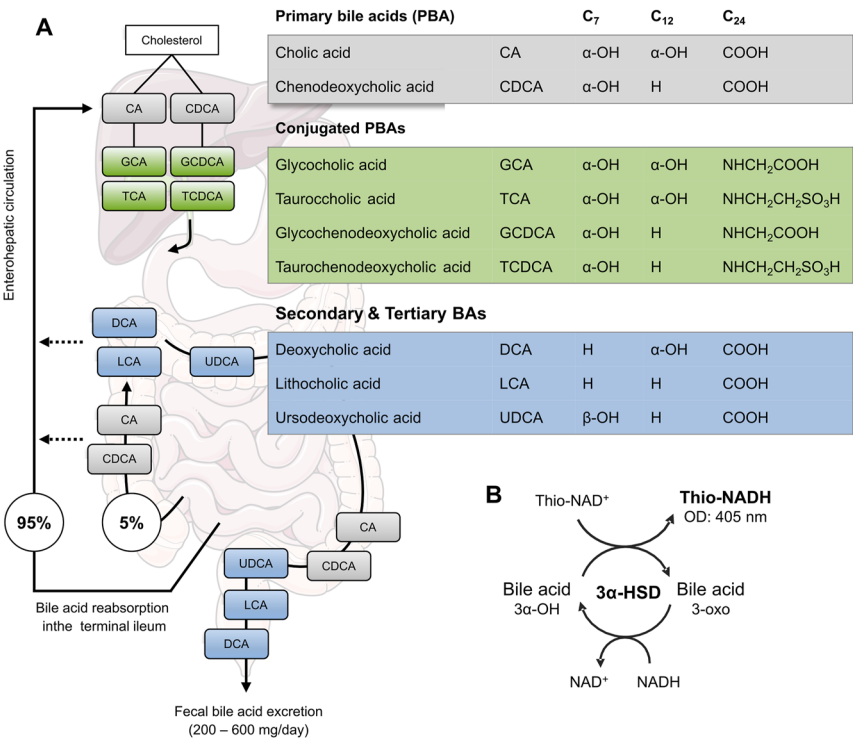 A
Cholesterol
CA CDCA
GCA GCDCA
TCA TCDCA
Enterohepatic circulation
DCA
LCA UDCA
CA
CDCA
95% 5%
Bile acid reabsorption
inthe terminal ileum
CA
UDCA CDCA
LCA
DCA
Fecal bile acid excretion
(200 – 600 mg/day)
Primary bile acids (PBA) C₇ C₁₂ C₂₄
Cholic acid CA α-OH α-OH COOH
Chenodeoxycholic acid CDCA α-OH H COOH
Conjugated PBAs
Glycocholic acid GCA α-OH α-OH NHCH₂COOH
Tauroccholic acid TCA α-OH α-OH NHCH₂CH₂SO₃H
Glycochenodeoxycholic acid GCDCA α-OH H NHCH₂COOH
Taurochenodeoxycholic acid TCDCA α-OH H NHCH₂CH₂SO₃H
Secondary & Tertiary BAs
Deoxycholic acid DCA H α-OH COOH
Lithocholic acid LCA H H COOH
Ursodeoxycholic acid UDCA β-OH H COOH
B
Thio-NAD⁺ Thio-NADH
OD: 405 nm
Bile acid 3α-HSD Bile acid
3α-OH 3-oxo
NAD⁺ NADH